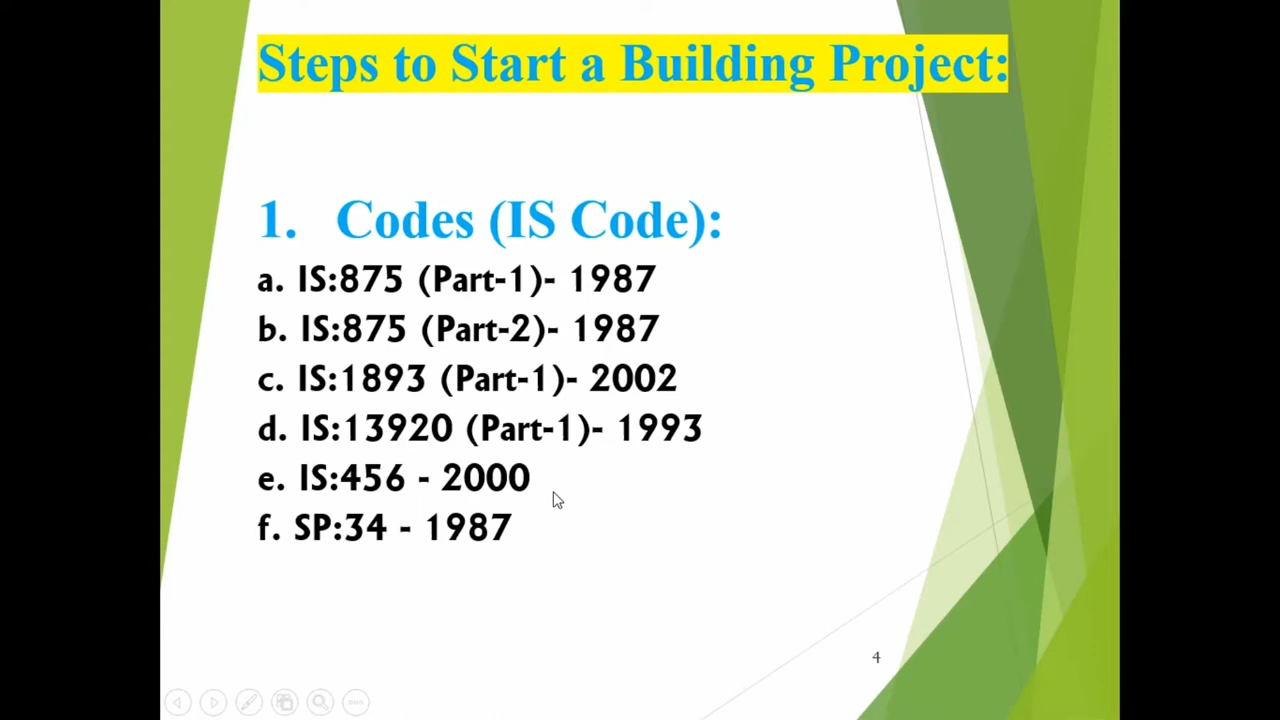 Steps to Start a Building Project:
1. Codes (IS Code):
a. IS:875 (Part-1)- 1987
b. IS:875 (Part-2)- 1987
c. IS:1893 (Part-1)- 2002
d. IS:13920 (Part-1)- 1993
e. IS:456 - 2000
f. SP:34 - 1987
4